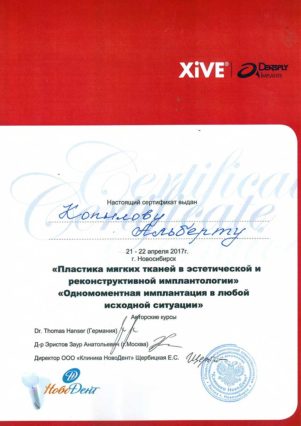 XiVE®
DENTSPLY
IMPLANTS
Certificate
Certificate
Настоящий сертификат выдан
Копылову
Альберту
21 - 22 апреля 2017г.
г. Новосибирск
«Пластика мягких тканей в эстетической и
реконструктивной имплантологии»
«Одномоментная имплантация в любой
исходной ситуации»
Авторские курсы
Dr. Thomas Hanser (Германия)
Д-р Эристов Заур Анатольевич (г.Москва)
Директор ООО «Клиника НовоДент» Щербицкая Е.С.
НовоДент